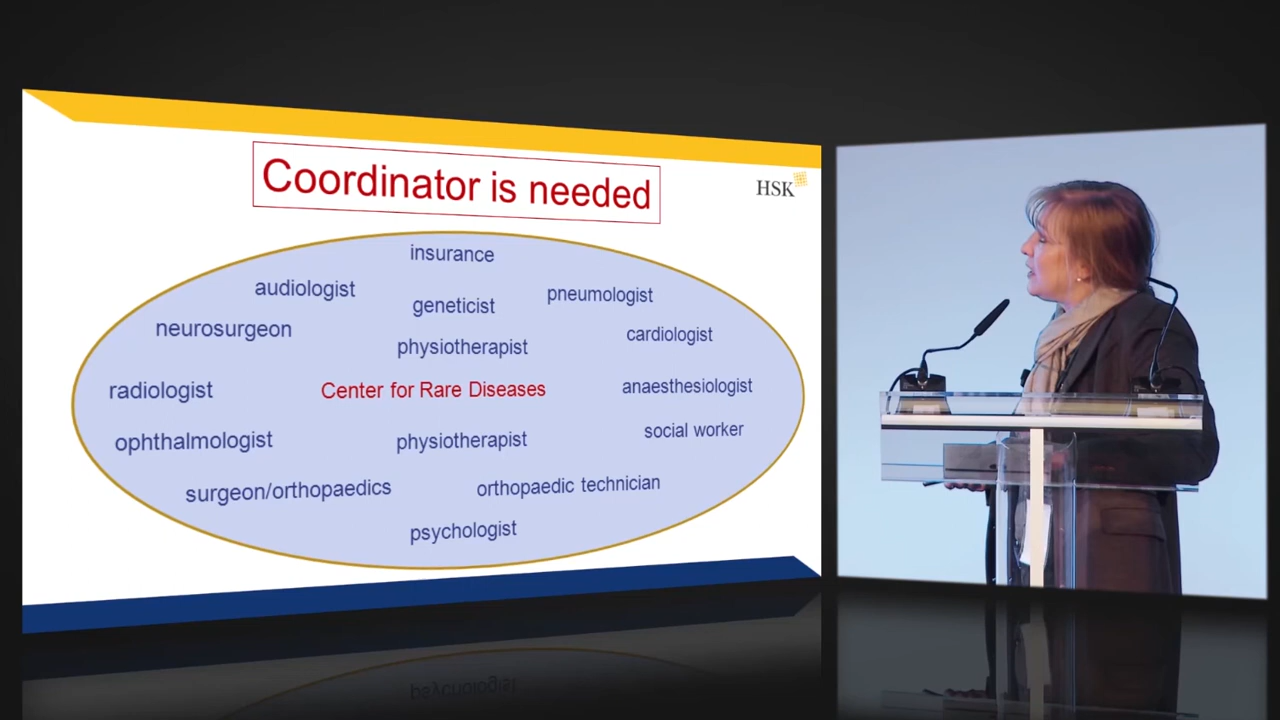 Coordinator is needed
HSK
insurance
audiologist
geneticist
pneumologist
neurosurgeon
cardiologist
physiotherapist
radiologist
Center for Rare Diseases
anaesthesiologist
ophthalmologist
physiotherapist
social worker
surgeon/orthopaedics
orthopaedic technician
psychologist